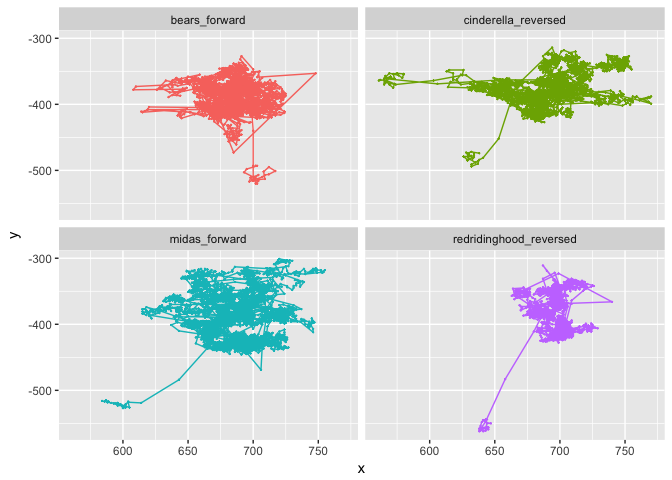 bears_forward cinderella_reversed
-300
-400
-500
midas_forward redridinghood_reversed
-300
-400
-500
y
600 650 700 750 600 650 700 750
x